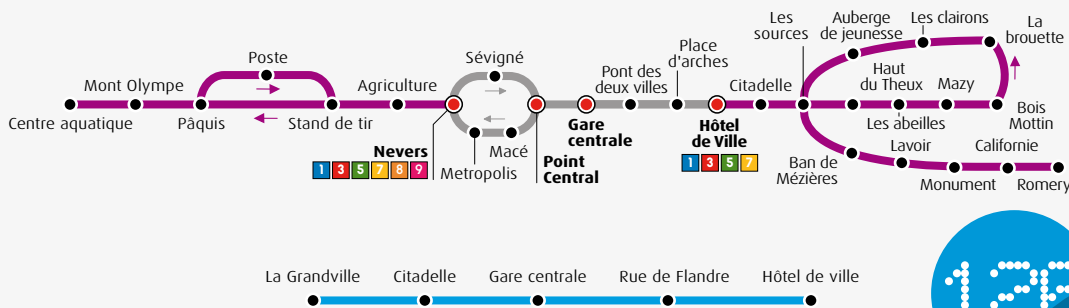 Centre aquatique
Mont Olympe
Pâquis
Poste
Stand de tir
Agriculture
Nevers
1 3 5 7 8 9
Sévigné
Metropolis
Macé
Point
Central
Gare
centrale
Pont des
deux villes
Place
d'arches
Hôtel
de Ville
1 3 5 7
Citadelle
Les
sources
Auberge
de jeunesse
Les clairons
La
brouette
Haut
du Theux
Les abeilles
Mazy
Bois
Mottin
Ban de
Mézières
Lavoir
Monument
Californie
Romery
La Grandville
Citadelle
Gare centrale
Rue de Flandre
Hôtel de ville